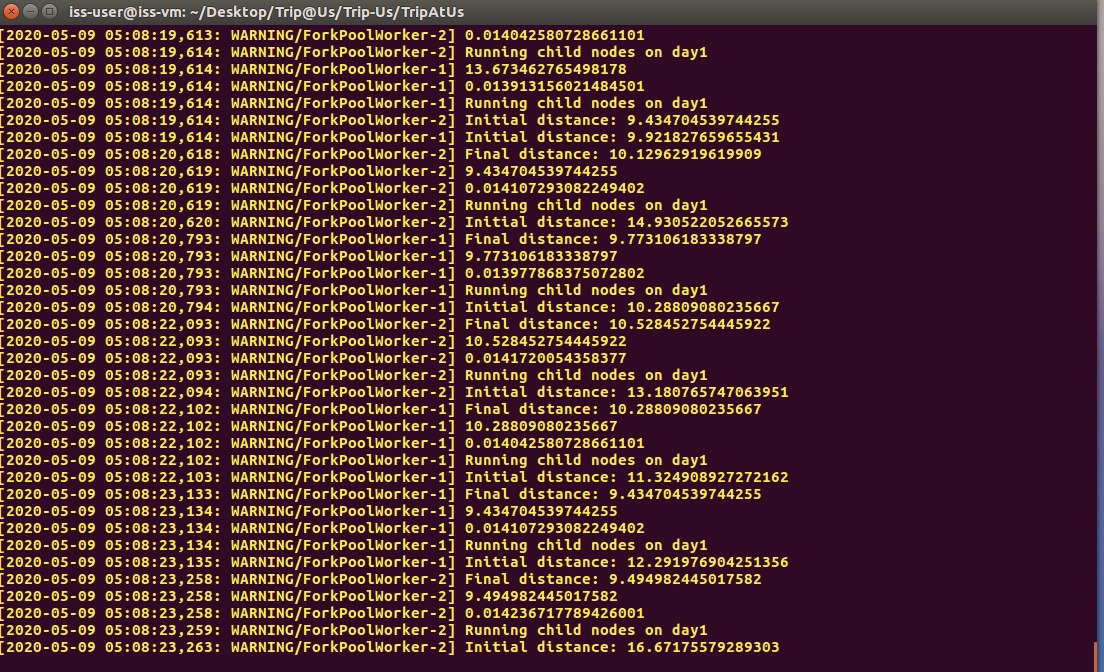 iss-user@iss-vm: ~/Desktop/Trip@Us/Trip-Us/TripAtUs
[2020-05-09 05:08:19,613: WARNING/ForkPoolWorker-2] 0.014042580728661101
[2020-05-09 05:08:19,614: WARNING/ForkPoolWorker-2] Running child nodes on day1
[2020-05-09 05:08:19,614: WARNING/ForkPoolWorker-1] 13.673462765498178
[2020-05-09 05:08:19,614: WARNING/ForkPoolWorker-1] 0.013913156021484501
[2020-05-09 05:08:19,614: WARNING/ForkPoolWorker-1] Running child nodes on day1
[2020-05-09 05:08:19,614: WARNING/ForkPoolWorker-2] Initial distance: 9.434704539744255
[2020-05-09 05:08:19,614: WARNING/ForkPoolWorker-1] Initial distance: 9.921827659655431
[2020-05-09 05:08:20,618: WARNING/ForkPoolWorker-2] Final distance: 10.12962919619909
[2020-05-09 05:08:20,619: WARNING/ForkPoolWorker-2] 9.434704539744255
[2020-05-09 05:08:20,619: WARNING/ForkPoolWorker-2] 0.014107293082249402
[2020-05-09 05:08:20,619: WARNING/ForkPoolWorker-2] Running child nodes on day1
[2020-05-09 05:08:20,620: WARNING/ForkPoolWorker-2] Initial distance: 14.930522052665573
[2020-05-09 05:08:20,793: WARNING/ForkPoolWorker-1] Final distance: 9.773106183338797
[2020-05-09 05:08:20,793: WARNING/ForkPoolWorker-1] 9.773106183338797
[2020-05-09 05:08:20,793: WARNING/ForkPoolWorker-1] 0.013977868375072802
[2020-05-09 05:08:20,793: WARNING/ForkPoolWorker-1] Running child nodes on day1
[2020-05-09 05:08:20,794: WARNING/ForkPoolWorker-1] Initial distance: 10.28809080235667
[2020-05-09 05:08:22,093: WARNING/ForkPoolWorker-2] Final distance: 10.528452754445922
[2020-05-09 05:08:22,093: WARNING/ForkPoolWorker-2] 10.528452754445922
[2020-05-09 05:08:22,093: WARNING/ForkPoolWorker-2] 0.0141720054358377
[2020-05-09 05:08:22,093: WARNING/ForkPoolWorker-2] Running child nodes on day1
[2020-05-09 05:08:22,094: WARNING/ForkPoolWorker-2] Initial distance: 13.180765747063951
[2020-05-09 05:08:22,102: WARNING/ForkPoolWorker-1] Final distance: 10.28809080235667
[2020-05-09 05:08:22,102: WARNING/ForkPoolWorker-1] 10.28809080235667
[2020-05-09 05:08:22,102: WARNING/ForkPoolWorker-1] 0.014042580728661101
[2020-05-09 05:08:22,102: WARNING/ForkPoolWorker-1] Running child nodes on day1
[2020-05-09 05:08:22,103: WARNING/ForkPoolWorker-1] Initial distance: 11.324908927272162
[2020-05-09 05:08:23,133: WARNING/ForkPoolWorker-1] Final distance: 9.434704539744255
[2020-05-09 05:08:23,134: WARNING/ForkPoolWorker-1] 9.434704539744255
[2020-05-09 05:08:23,134: WARNING/ForkPoolWorker-1] 0.014107293082249402
[2020-05-09 05:08:23,134: WARNING/ForkPoolWorker-1] Running child nodes on day1
[2020-05-09 05:08:23,135: WARNING/ForkPoolWorker-1] Initial distance: 12.291976904251356
[2020-05-09 05:08:23,258: WARNING/ForkPoolWorker-2] Final distance: 9.494982445017582
[2020-05-09 05:08:23,258: WARNING/ForkPoolWorker-2] 9.494982445017582
[2020-05-09 05:08:23,258: WARNING/ForkPoolWorker-2] 0.014236717789426001
[2020-05-09 05:08:23,259: WARNING/ForkPoolWorker-2] Running child nodes on day1
[2020-05-09 05:08:23,263: WARNING/ForkPoolWorker-2] Initial distance: 16.67175579289303